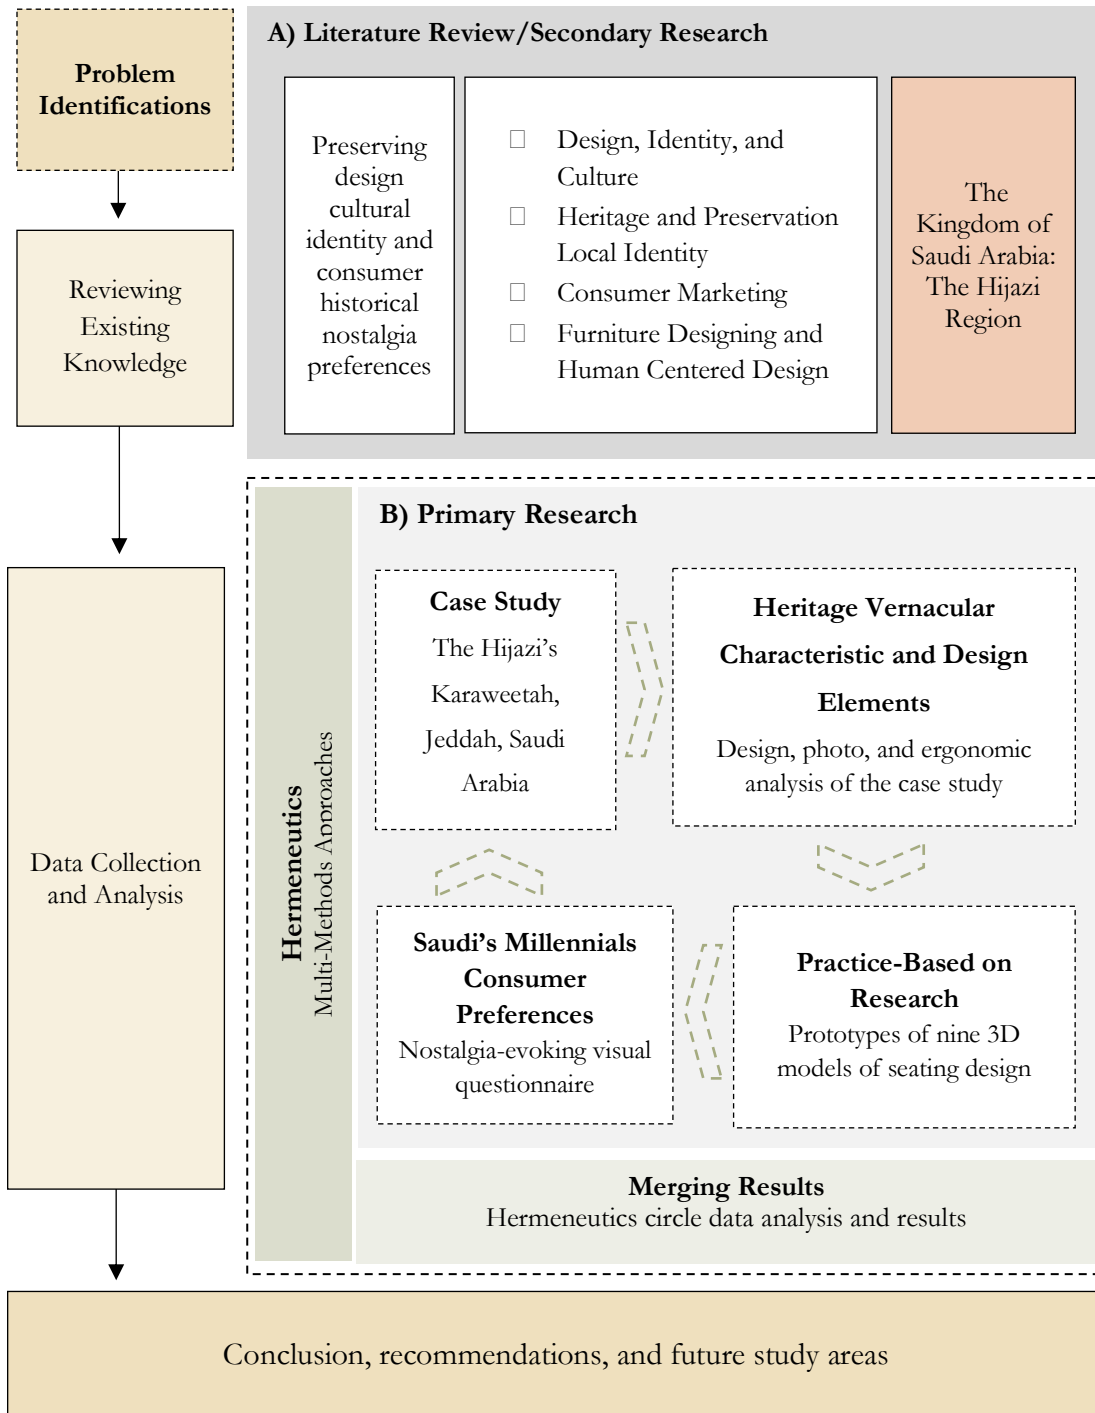 Problem
Identifications
Reviewing
Existing
Knowledge
Data Collection
and Analysis
A) Literature Review/Secondary Research
Preserving
design
cultural
identity and
consumer
historical
nostalgia
preferences
Design, Identity, and
Culture
Heritage and Preservation
Local Identity
Consumer Marketing
Furniture Designing and
Human Centered Design
The
Kingdom of
Saudi Arabia:
The Hijazi
Region
Hermeneutics
Multi-Methods Approaches
B) Primary Research
Case Study
The Hijazi’s
Karaweetah,
Jeddah, Saudi
Arabia
Heritage Vernacular
Characteristic and Design
Elements
Design, photo, and ergonomic
analysis of the case study
Saudi’s Millennials
Consumer
Preferences
Nostalgia-evoking visual
questionnaire
Practice-Based on
Research
Prototypes of nine 3D
models of seating design
Merging Results
Hermeneutics circle data analysis and results
Conclusion, recommendations, and future study areas